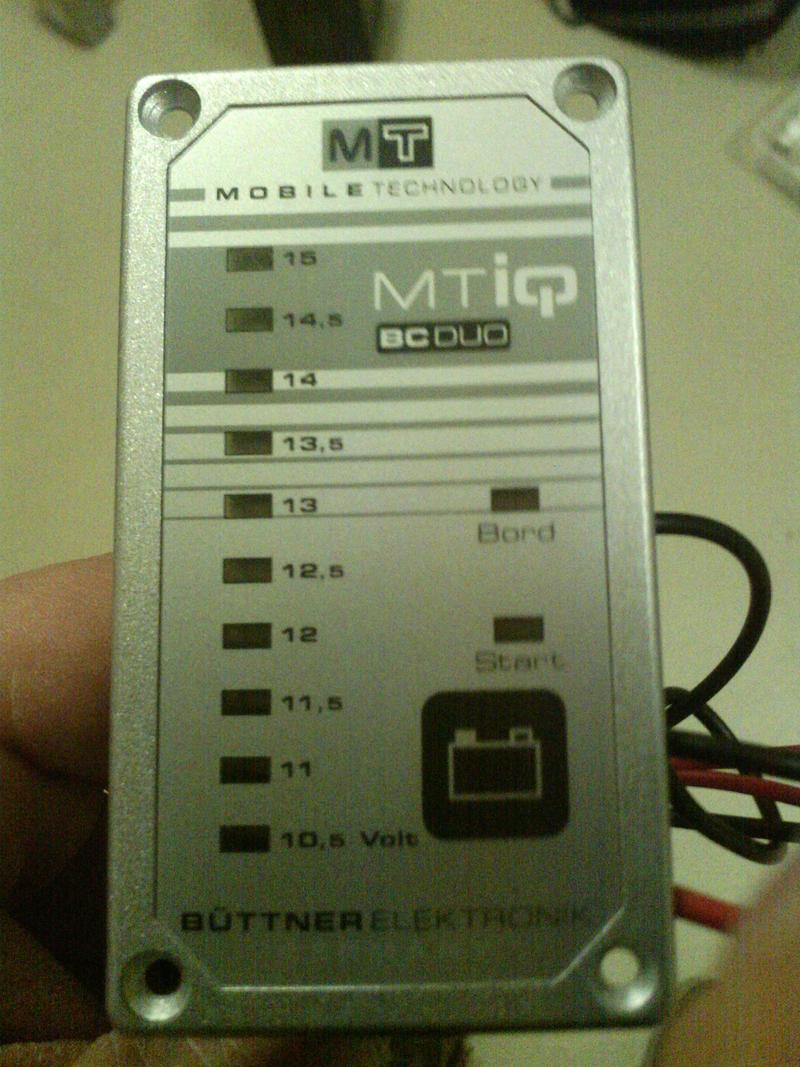 MT
MOBILE TECHNOLOGY
15
MTiQ
14,5
BC DUO
14
13,5
13
Bord
12,5
12
Start
11,5
11
10,5 Volt
BÜTTNER ELEKTRONIK